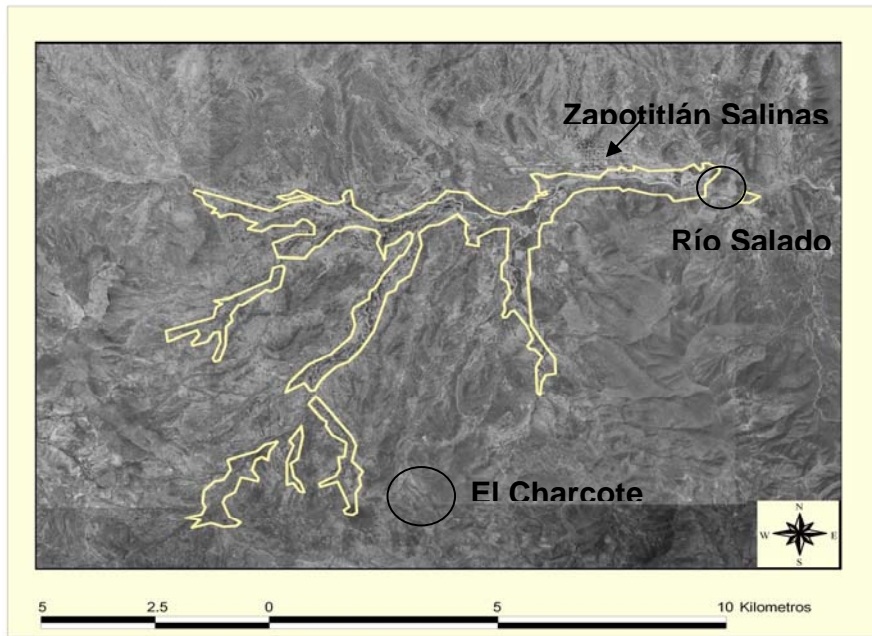 Zapotitlán Salinas
Río Salado
El Charcote
N
W E
S
5 2.5 0 5 10 Kilometros